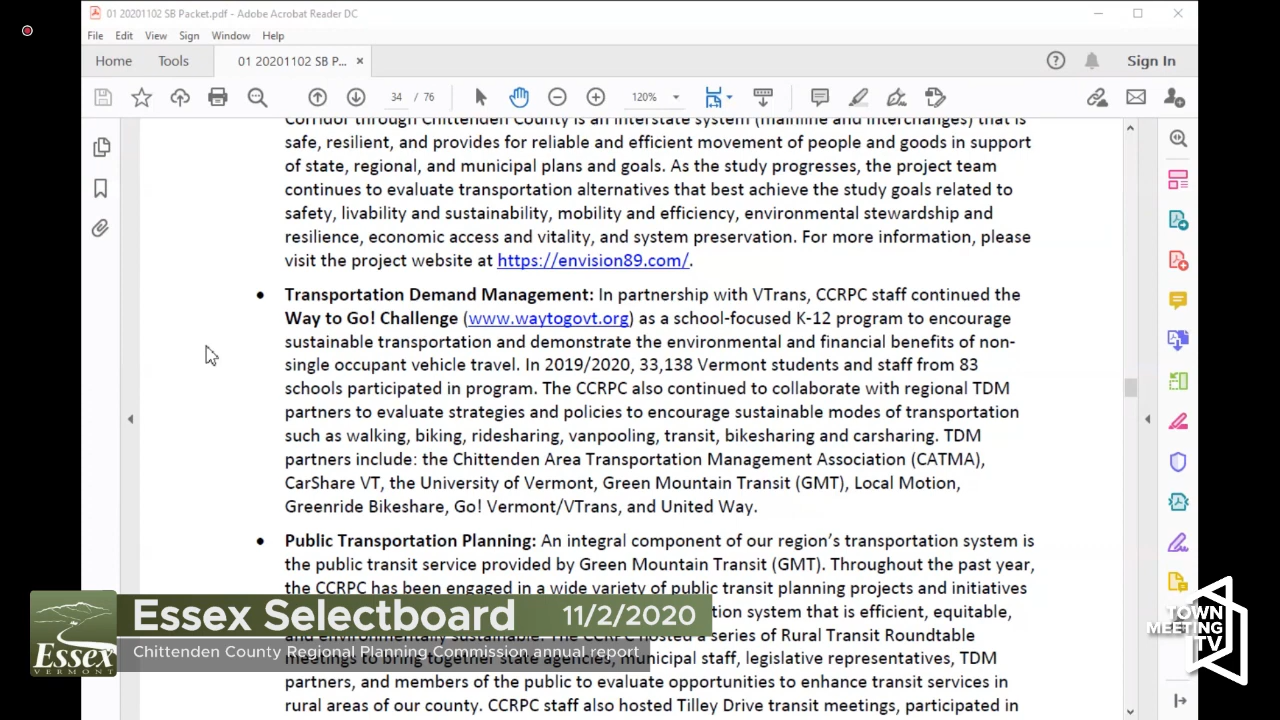 01 20201102 SB Packet.pdf - Adobe Acrobat Reader DC
File Edit View Sign Window Help
Home Tools 01 20201102 SB P... × Sign In
34 / 76 120%
Corridor through Chittenden County is an interstate system (mainline and interchanges) that is
safe, resilient, and provides for reliable and efficient movement of people and goods in support
of state, regional, and municipal plans and goals. As the study progresses, the project team
continues to evaluate transportation alternatives that best achieve the study goals related to
safety, livability and sustainability, mobility and efficiency, environmental stewardship and
resilience, economic access and vitality, and system preservation. For more information, please
visit the project website at https://envision89.com/.
• Transportation Demand Management: In partnership with VTrans, CCRPC staff continued the
Way to Go! Challenge (www.waytogovt.org) as a school-focused K-12 program to encourage
sustainable transportation and demonstrate the environmental and financial benefits of non-
single occupant vehicle travel. In 2019/2020, 33,138 Vermont students and staff from 83
schools participated in program. The CCRPC also continued to collaborate with regional TDM
partners to evaluate strategies and policies to encourage sustainable modes of transportation
such as walking, biking, ridesharing, vanpooling, transit, bikesharing and carsharing. TDM
partners include: the Chittenden Area Transportation Management Association (CATMA),
CarShare VT, the University of Vermont, Green Mountain Transit (GMT), Local Motion,
Greenride Bikeshare, Go! Vermont/VTrans, and United Way.
• Public Transportation Planning: An integral component of our region's transportation system is
the public transit service provided by Green Mountain Transit (GMT). Throughout the past year,
the CCRPC has been engaged in a wide variety of public transit planning projects and initiatives
tion system that is efficient, equitable,
and environmentally sustainable. The CCRPC hosted a series of Rural Transit Roundtable
meetings to bring together state agencies, municipal staff, legislative representatives, TDM
partners, and members of the public to evaluate opportunities to enhance transit services in
rural areas of our county. CCRPC staff also hosted Tilley Drive transit meetings, participated in
Essex Selectboard 11/2/2020
Chittenden County Regional Planning Commission annual report
Essex
VERMONT
TOWN
MEETING
TV